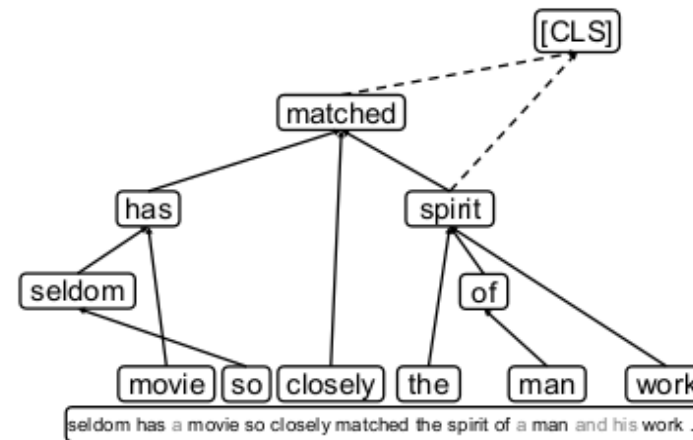 [CLS]
matched
has spirit
seldom of
movie so closely the man work
seldom has a movie so closely matched the spirit of a man and his work .